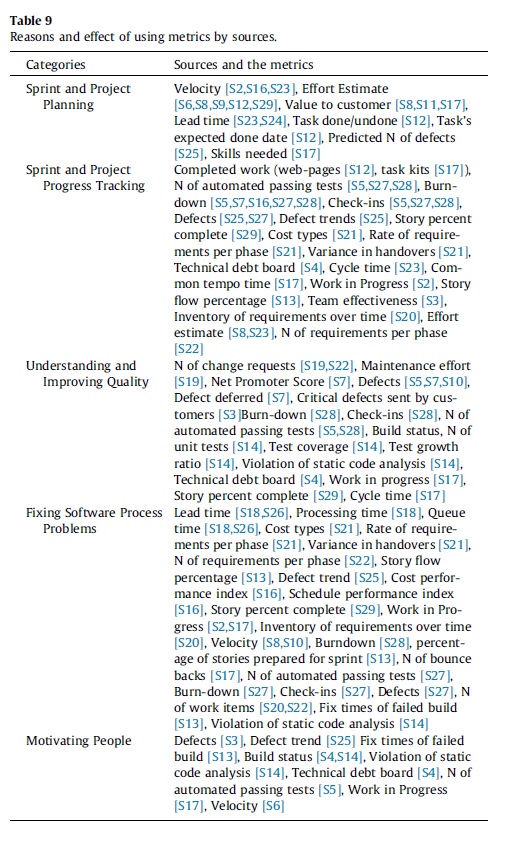 Table 9
Reasons and effect of using metrics by sources.
Categories Sources and the metrics
Sprint and Project Planning
Velocity [S2,S16,S23], Effort Estimate
[S6,S8,S9,S12,S29], Value to customer [S8,S11,S17],
Lead time [S23,S24], Task done/undone [S12], Task's
expected done date [S12], Predicted N of defects
[S25], Skills needed [S17]
Sprint and Project
Progress Tracking
Completed work (web-pages [S12], task kits [S17]),
N of automated passing tests [S5,S27,S28], Burn-
down [S5,S7,S16,S27,S28], Check-ins [S5,S27,S28],
Defects [S25,S27], Defect trends [S25], Story percent
complete [S29], Cost types [S21], Rate of require-
ments per phase [S21], Variance in handovers [S21],
Technical debt board [S4], Cycle time [S23], Com-
mon tempo time [S17], Work in Progress [S2], Story
flow percentage [S13], Team effectiveness [S3],
Inventory of requirements over time [S20], Effort
estimate [S8,S23], N of requirements per phase
[S22]
Understanding and
Improving Quality
N of change requests [S19,S22], Maintenance effort
[S19], Net Promoter Score [S7], Defects [S5,S7,S10],
Defect deferred [S7], Critical defects sent by cus-
tomers [S3]Burn-down [S28], Check-ins [S28], N of
automated passing tests [S5,S28], Build status, N of
unit tests [S14], Test coverage [S14], Test growth
ratio [S14], Violation of static code analysis [S14],
Technical debt board [S4], Work in progress [S17],
Story percent complete [S29], Cycle time [S17]
Fixing Software Process
Problems
Lead time [S18,S26], Processing time [S18], Queue
time [S18,S26], Cost types [S21], Rate of require-
ments per phase [S21], Variance in handovers [S21],
N of requirements per phase [S22], Story flow
percentage [S13], Defect trend [S25], Cost perfor-
mance index [S16], Schedule performance index
[S16], Story percent complete [S29], Work in Pro-
gress [S2,S17], Inventory of requirements over time
[S20], Velocity [S8,S10], Burndown [S28], percent-
age of stories prepared for sprint [S13], N of bounce
backs [S17], N of automated passing tests [S27],
Burn-down [S27], Check-ins [S27], Defects [S27], N
of work items [S20,S22], Fix times of failed build
[S13], Violation of static code analysis [S14]
Motivating People
Defects [S3], Defect trend [S25] Fix times of failed
build [S13], Build status [S4,S14], Violation of static
code analysis [S14], Technical debt board [S4], N of
automated passing tests [S5], Work in Progress
[S17], Velocity [S6]